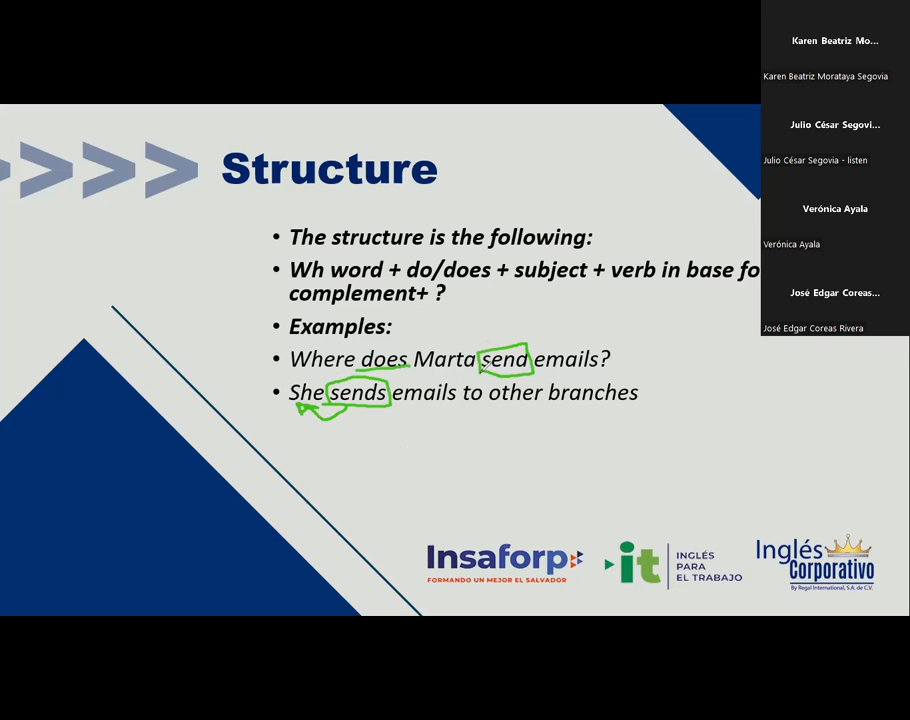 Karen Beatriz Mo...
Karen Beatriz Morataya Segovia
Julio César Segovi...
Julio César Segovia - listen
Verónica Ayala
Verónica Ayala
José Edgar Coreas...
José Edgar Coreas Rivera
Structure
• The structure is the following:
• Wh word + do/does + subject + verb in base fo
complement+ ?
• Examples:
• Where does Marta send emails?
• She sends emails to other branches
Insaforp
FORMANDO UN MEJOR EL SALVADOR
it
INGLÉS
PARA
EL TRABAJO
Inglés
Corporativo
By Regal International, S.A. de C.V.